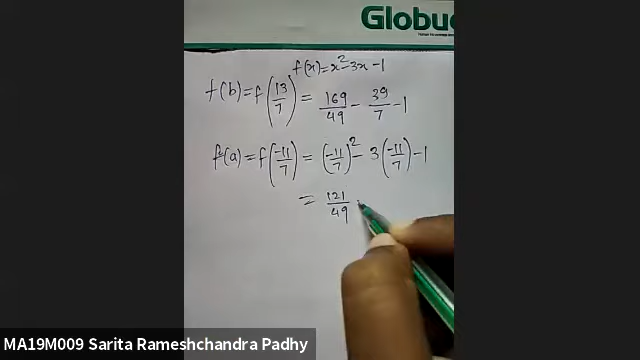 Globu
f(x)=x²-3x-1
f(b)=f(13/7)= 169/49 - 39/7 -1
f(a)=f(-11/7) = (-11/7)² - 3(-11/7)-1
= 121/49
MA19M009 Sarita Rameshchandra Padhy